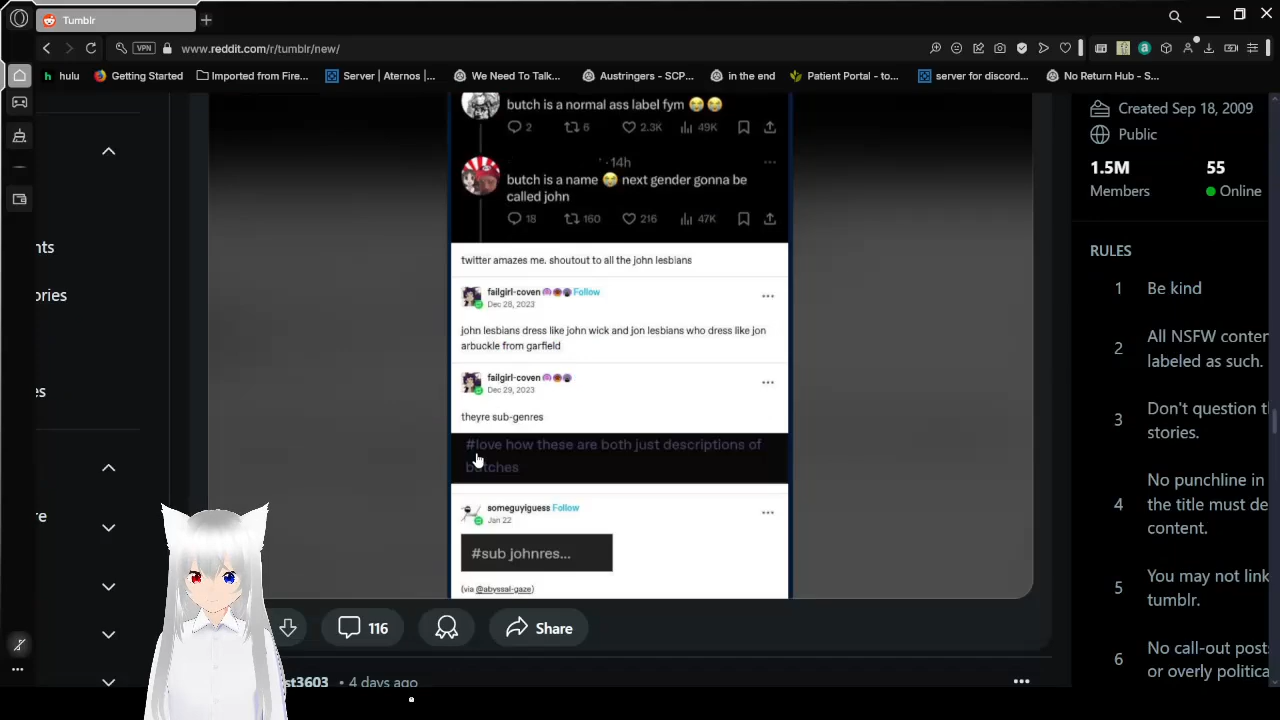 Tumblr
VPN
www.reddit.com/r/tumblr/new/
hulu
Getting Started
Imported from Fire...
Server | Aternos |...
We Need To Talk...
Austringers - SCP...
in the end
Patient Portal - to...
server for discord...
No Return Hub - S...
butch is a normal ass label fym 😭😭
2
6
2.3K
49K
· 14h
butch is a name 😭 next gender gonna be
called john
18
160
216
47K
twitter amazes me. shoutout to all the john lesbians
failgirl-coven Follow
Dec 28, 2023
john lesbians dress like john wick and jon lesbians who dress like jon
arbuckle from garfield
failgirl-coven
Dec 29, 2023
theyre sub-genres
#love how these are both just descriptions of
butches
someguyiguess Follow
Jan 22
#sub johnres...
(via @abyssal-gaze)
116
Share
st3603 • 4 days ago
nts
ories
es
re
Created Sep 18, 2009
Public
1.5M
55
Members
Online
RULES
1 Be kind
2 All NSFW conten
labeled as such.
3 Don't question t
stories.
4 No punchline in
the title must de
content.
5 You may not link
tumblr.
6 No call-out post
or overly politica